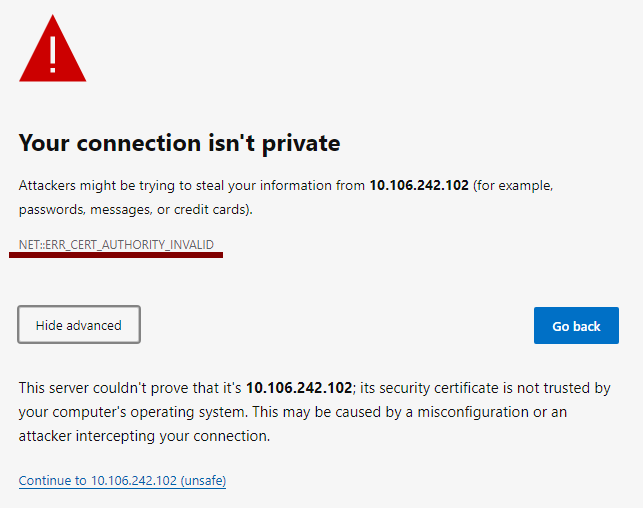 Your connection isn't private
Attackers might be trying to steal your information from 10.106.242.102 (for example,
passwords, messages, or credit cards).
NET::ERR_CERT_AUTHORITY_INVALID
Hide advanced
Go back
This server couldn't prove that it's 10.106.242.102; its security certificate is not trusted by
your computer's operating system. This may be caused by a misconfiguration or an
attacker intercepting your connection.
Continue to 10.106.242.102 (unsafe)